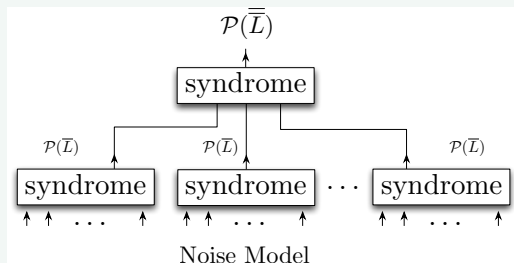 𝒫(L̿)
syndrome
𝒫(L̅) 𝒫(L̅) 𝒫(L̅)
syndrome syndrome · · · syndrome
· · · · · · · · ·
Noise Model